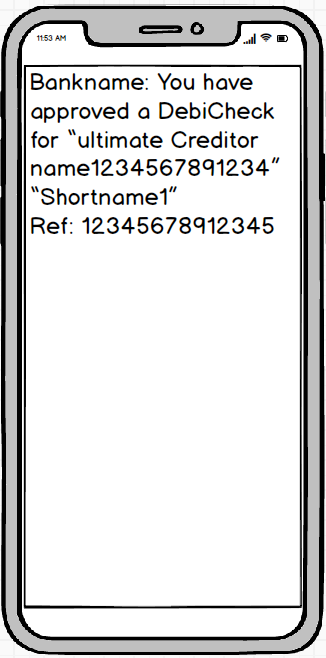 11:53 AM
Bankname: You have
approved a DebiCheck
for "ultimate Creditor
name1234567891234"
"Shortname1"
Ref: 12345678912345